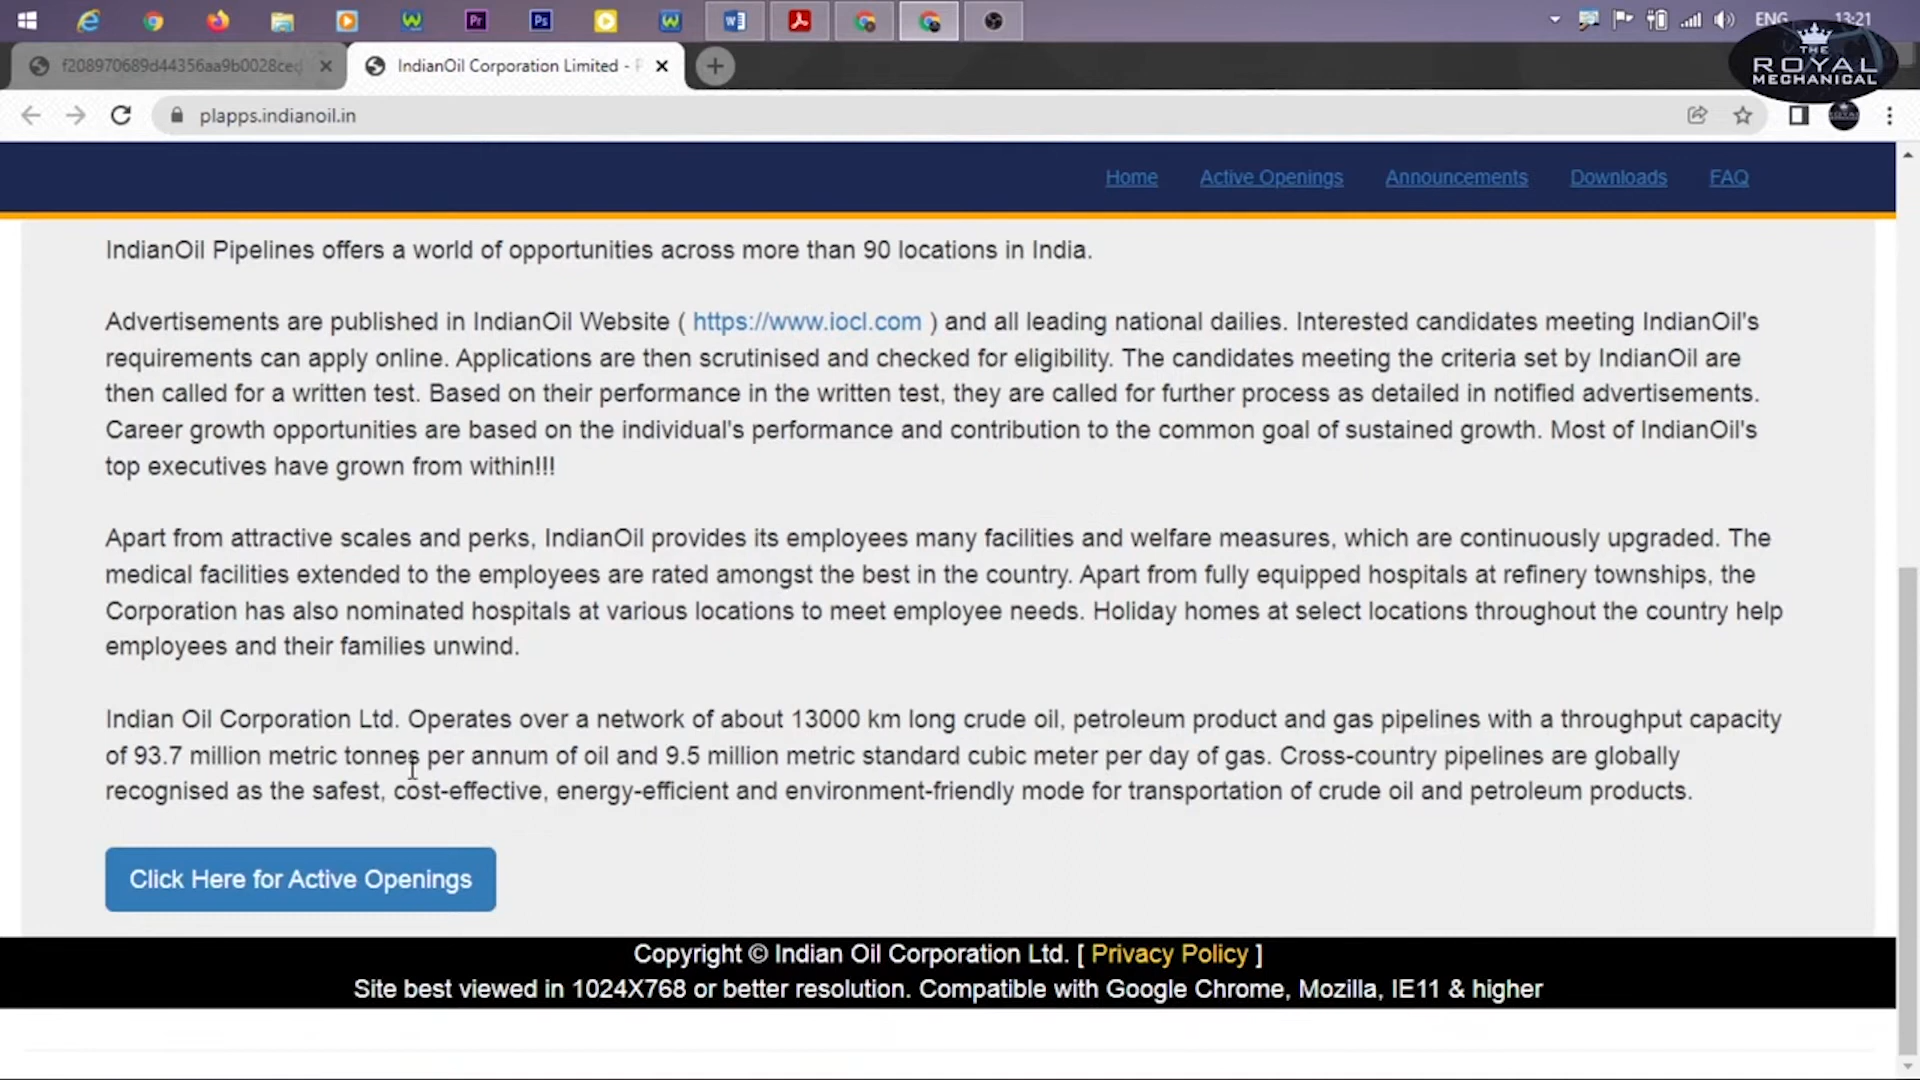 ENG 13:21
THE
ROYAL
MECHANICAL
IndianOil Corporation Limited -
plapps.indianoil.in
Home Active Openings Announcements Downloads FAQ
IndianOil Pipelines offers a world of opportunities across more than 90 locations in India.
Advertisements are published in IndianOil Website ( https://www.iocl.com ) and all leading national dailies. Interested candidates meeting IndianOil's
requirements can apply online. Applications are then scrutinised and checked for eligibility. The candidates meeting the criteria set by IndianOil are
then called for a written test. Based on their performance in the written test, they are called for further process as detailed in notified advertisements.
Career growth opportunities are based on the individual's performance and contribution to the common goal of sustained growth. Most of IndianOil's
top executives have grown from within!!!
Apart from attractive scales and perks, IndianOil provides its employees many facilities and welfare measures, which are continuously upgraded. The
medical facilities extended to the employees are rated amongst the best in the country. Apart from fully equipped hospitals at refinery townships, the
Corporation has also nominated hospitals at various locations to meet employee needs. Holiday homes at select locations throughout the country help
employees and their families unwind.
Indian Oil Corporation Ltd. Operates over a network of about 13000 km long crude oil, petroleum product and gas pipelines with a throughput capacity
of 93.7 million metric tonnes per annum of oil and 9.5 million metric standard cubic meter per day of gas. Cross-country pipelines are globally
recognised as the safest, cost-effective, energy-efficient and environment-friendly mode for transportation of crude oil and petroleum products.
Click Here for Active Openings
Copyright © Indian Oil Corporation Ltd. [ Privacy Policy ]
Site best viewed in 1024X768 or better resolution. Compatible with Google Chrome, Mozilla, IE11 & higher